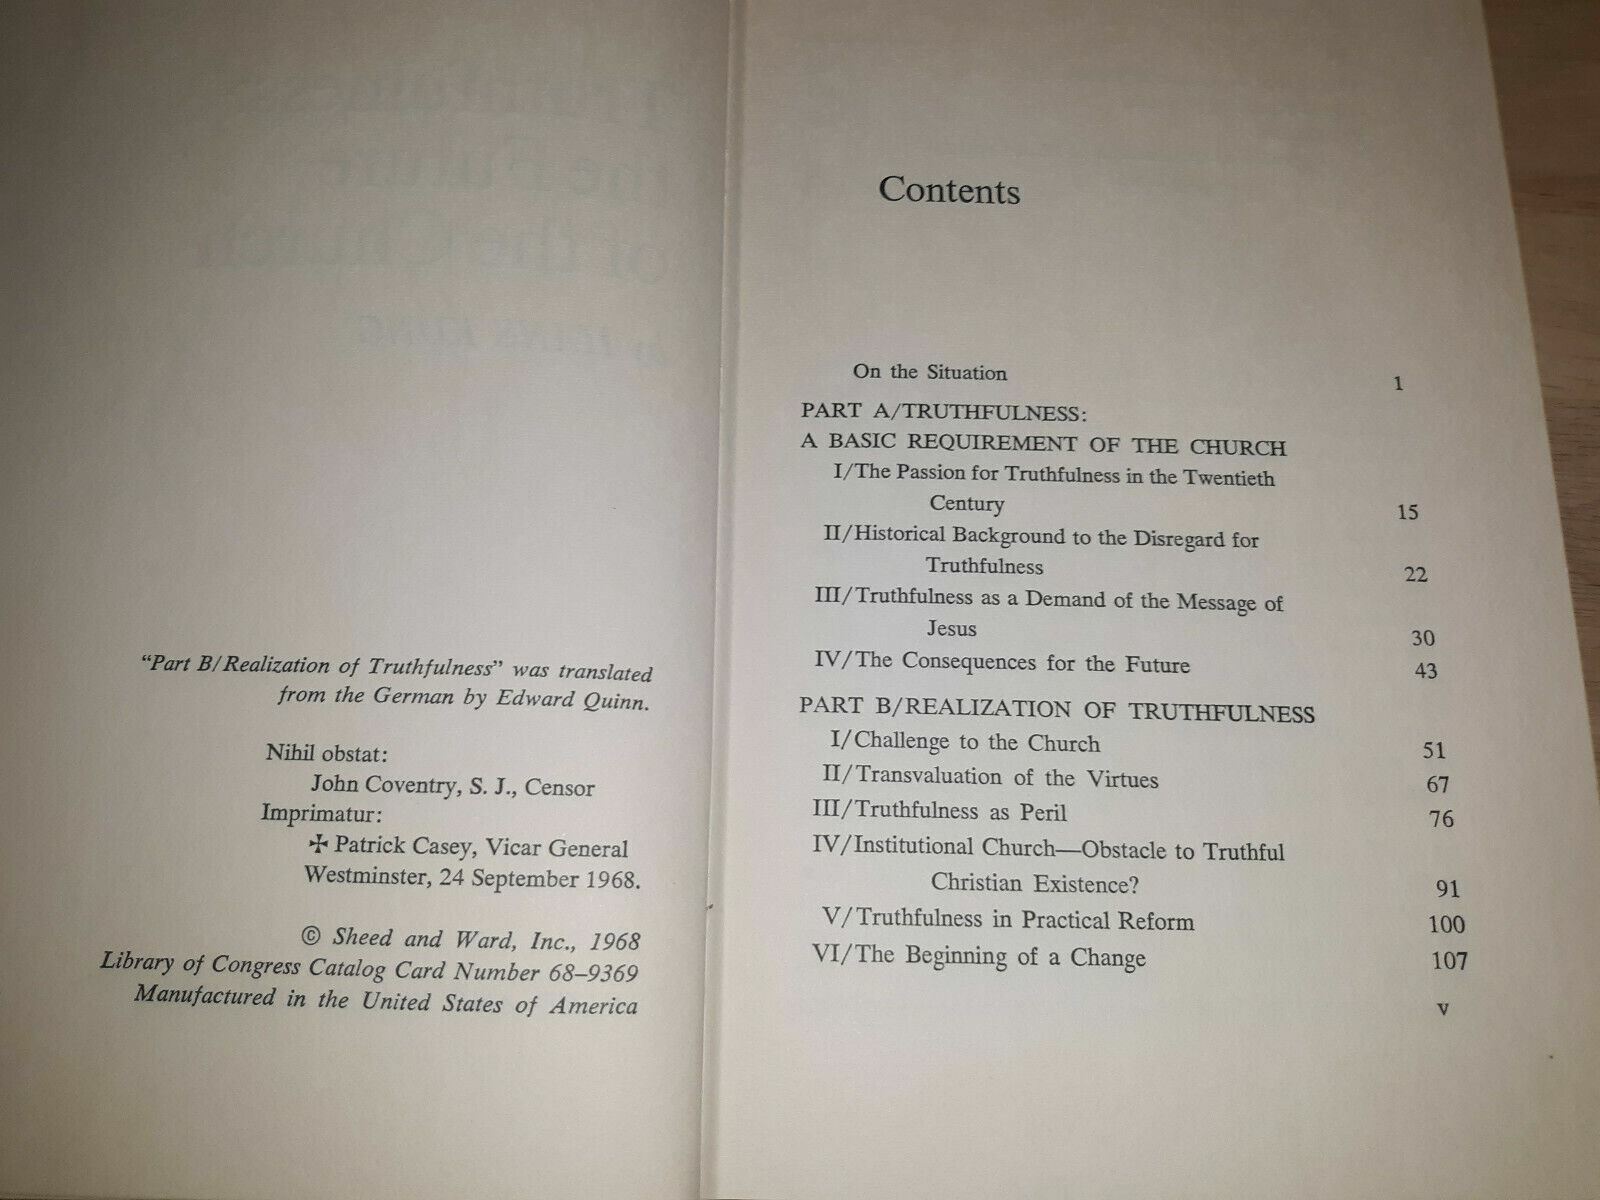 "Part B/Realization of Truthfulness" was translated
from the German by Edward Quinn.
Nihil obstat:
John Coventry, S. J., Censor
Imprimatur:
✠ Patrick Casey, Vicar General
Westminster, 24 September 1968.
© Sheed and Ward, Inc., 1968
Library of Congress Catalog Card Number 68–9369
Manufactured in the United States of America
Contents
On the Situation 1
PART A/TRUTHFULNESS:
A BASIC REQUIREMENT OF THE CHURCH
I/The Passion for Truthfulness in the Twentieth
Century 15
II/Historical Background to the Disregard for
Truthfulness 22
III/Truthfulness as a Demand of the Message of
Jesus 30
IV/The Consequences for the Future 43
PART B/REALIZATION OF TRUTHFULNESS
I/Challenge to the Church 51
II/Transvaluation of the Virtues 67
III/Truthfulness as Peril 76
IV/Institutional Church—Obstacle to Truthful
Christian Existence? 91
V/Truthfulness in Practical Reform 100
VI/The Beginning of a Change 107
v